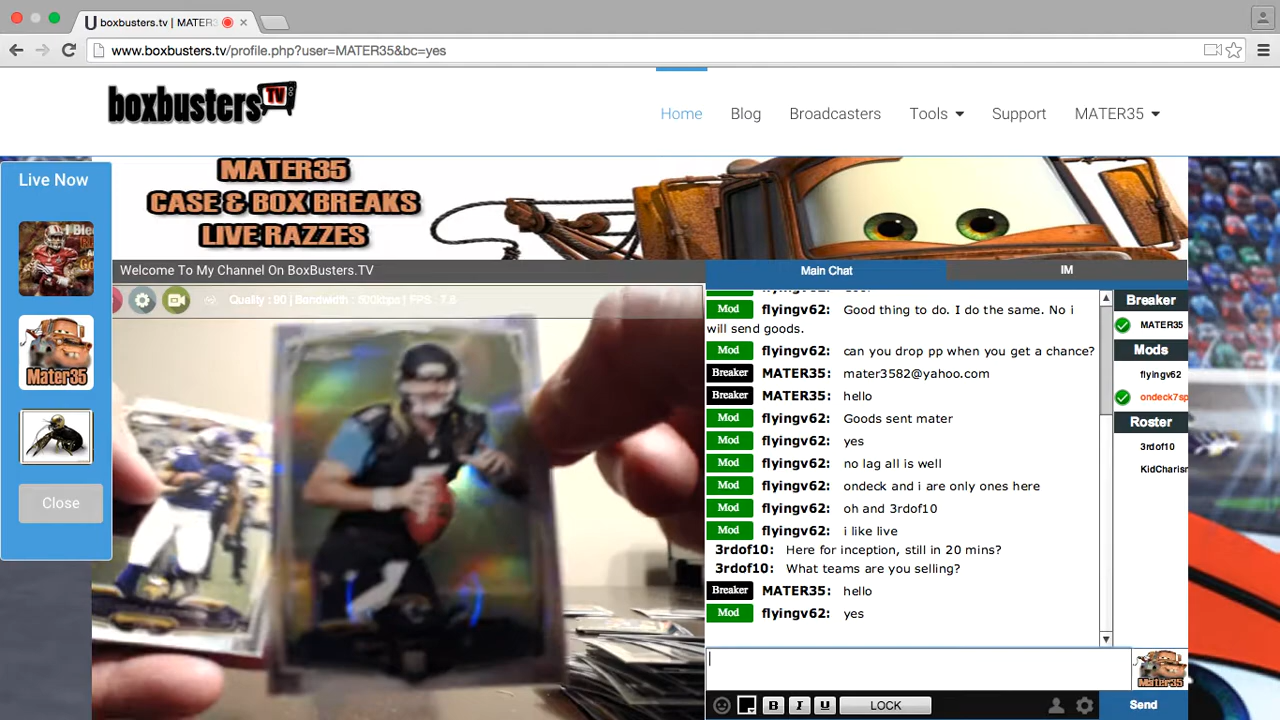 boxbusters.tv | MATER3
www.boxbusters.tv/profile.php?user=MATER35&bc=yes
boxbusters TV
Home
Blog
Broadcasters
Tools
Support
MATER35
Live Now
MATER35
CASE & BOX BREAKS
LIVE RAZZES
Mater35
Close
Welcome To My Channel On BoxBusters.TV
Quality : 90 | Bandwidth : 500kbps | FPS : 7.6
Main Chat
IM
Mod flyingv62: Good thing to do. I do the same. No i
will send goods.
Mod flyingv62: can you drop pp when you get a chance?
Breaker MATER35: mater3582@yahoo.com
Breaker MATER35: hello
Mod flyingv62: Goods sent mater
Mod flyingv62: yes
Mod flyingv62: no lag all is well
Mod flyingv62: ondeck and i are only ones here
Mod flyingv62: oh and 3rdof10
Mod flyingv62: i like live
3rdof10: Here for inception, still in 20 mins?
3rdof10: What teams are you selling?
Breaker MATER35: hello
Mod flyingv62: yes
Breaker
MATER35
Mods
flyingv62
ondeck7sp
Roster
3rdof10
KidCharism
Mater35
B I U LOCK
Send